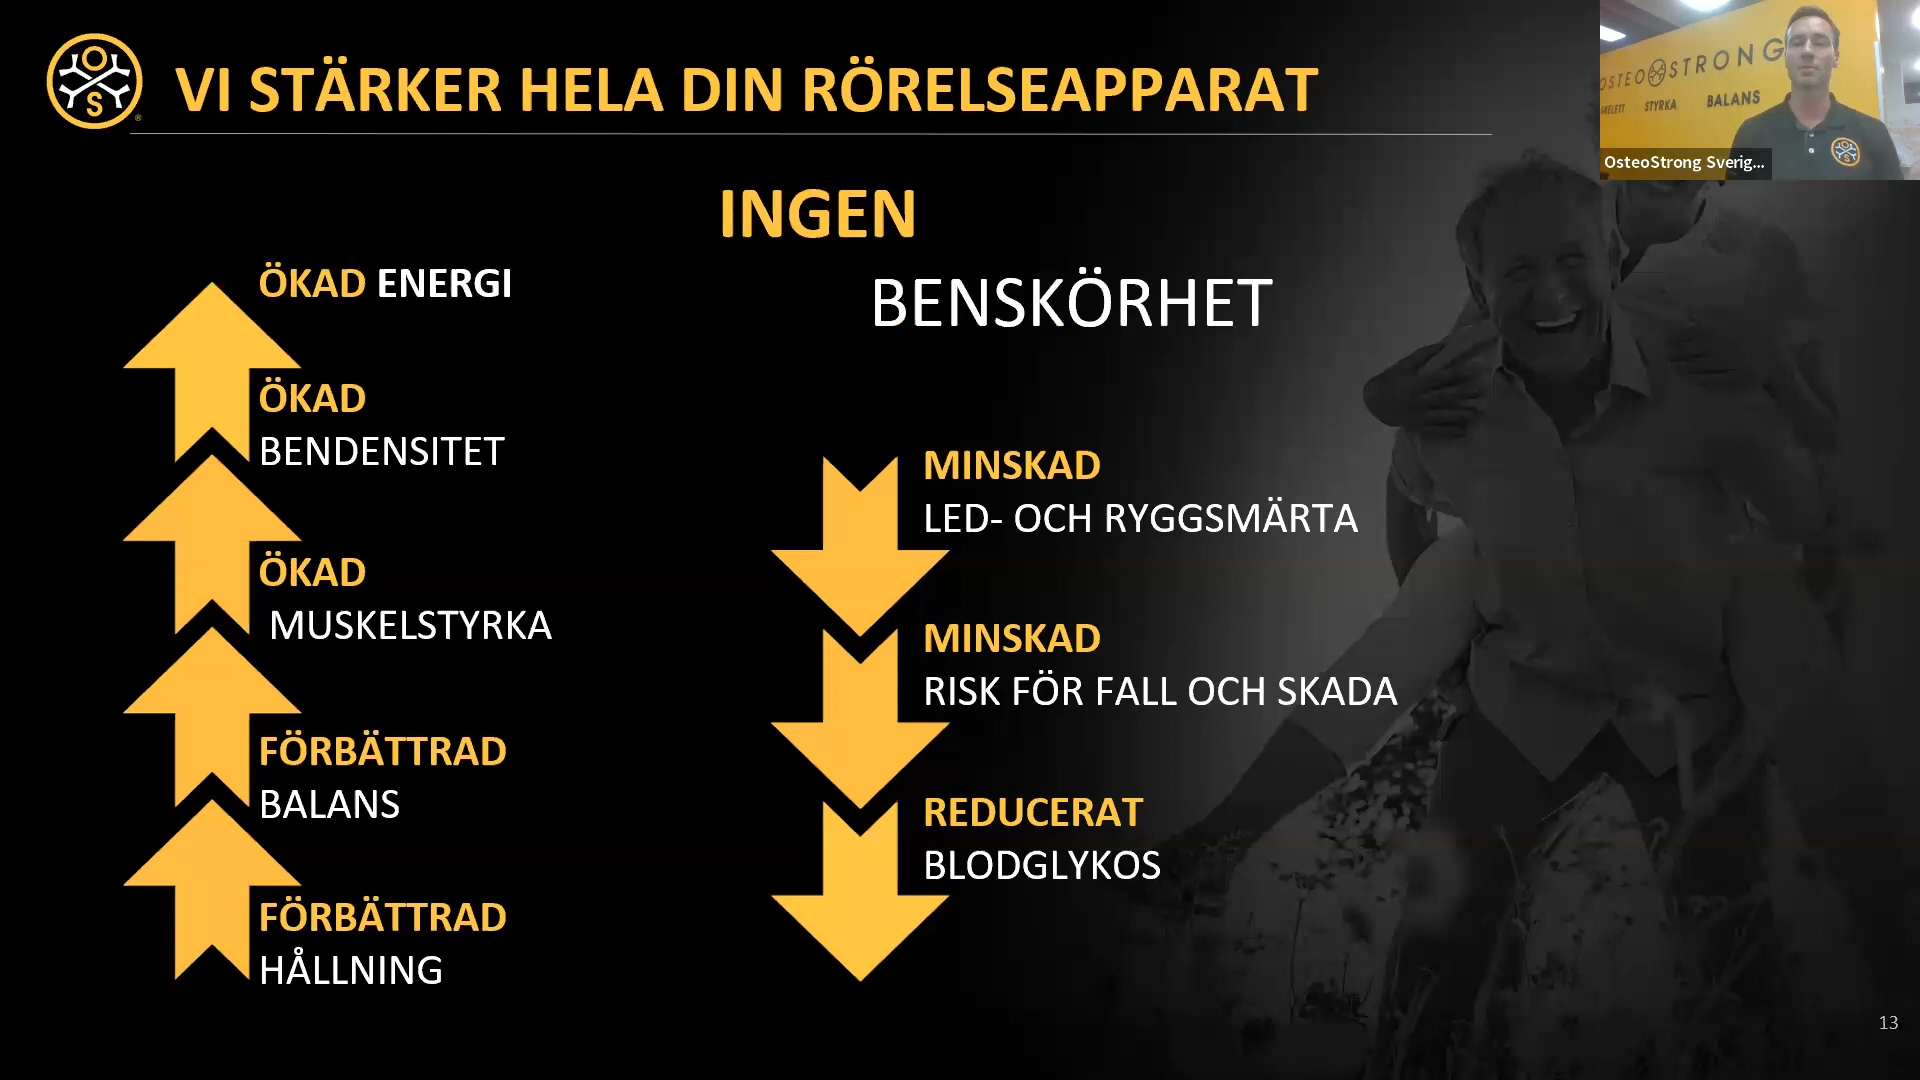 VI STÄRKER HELA DIN RÖRELSEAPPARAT
INGEN
BENSKÖRHET
ÖKAD ENERGI
ÖKAD
BENDENSITET
ÖKAD
MUSKELSTYRKA
FÖRBÄTTRAD
BALANS
FÖRBÄTTRAD
HÅLLNING
MINSKAD
LED- OCH RYGGSMÄRTA
MINSKAD
RISK FÖR FALL OCH SKADA
REDUCERAT
BLODGLYKOS
OSTEOSTRONG
SKELETT STYRKA BALANS
OsteoStrong Sverig...
13